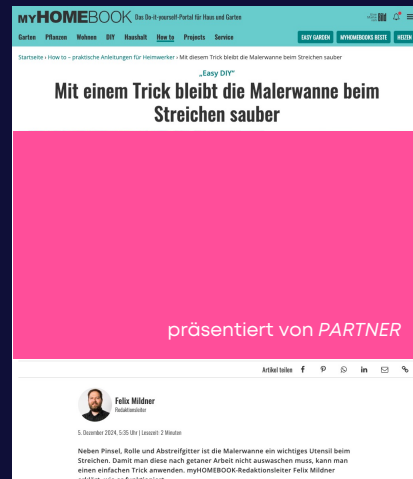 myHOMEBOOK Das Do-it-yourself-Portal für Haus und Garten
Garten Pflanzen Wohnen DIY Haushalt How to Projects Service EASY GARDEN MYHOMEBOOKS BESTE HEIZEN
Startseite › How to – praktische Anleitungen für Heimwerker › Mit diesem Trick bleibt die Malerwanne beim Streichen sauber
„Easy DIY“
Mit einem Trick bleibt die Malerwanne beim
Streichen sauber
präsentiert von PARTNER
Artikel teilen
Felix Mildner
Redaktionsleiter
5. Dezember 2024, 5:35 Uhr | Lesezeit: 2 Minuten
Neben Pinsel, Rolle und Abstreifgitter ist die Malerwanne ein wichtiges Utensil beim
Streichen. Damit man diese nach getaner Arbeit nicht auswaschen muss, kann man
einen einfachen Trick anwenden. myHOMEBOOK-Redaktionsleiter Felix Mildner